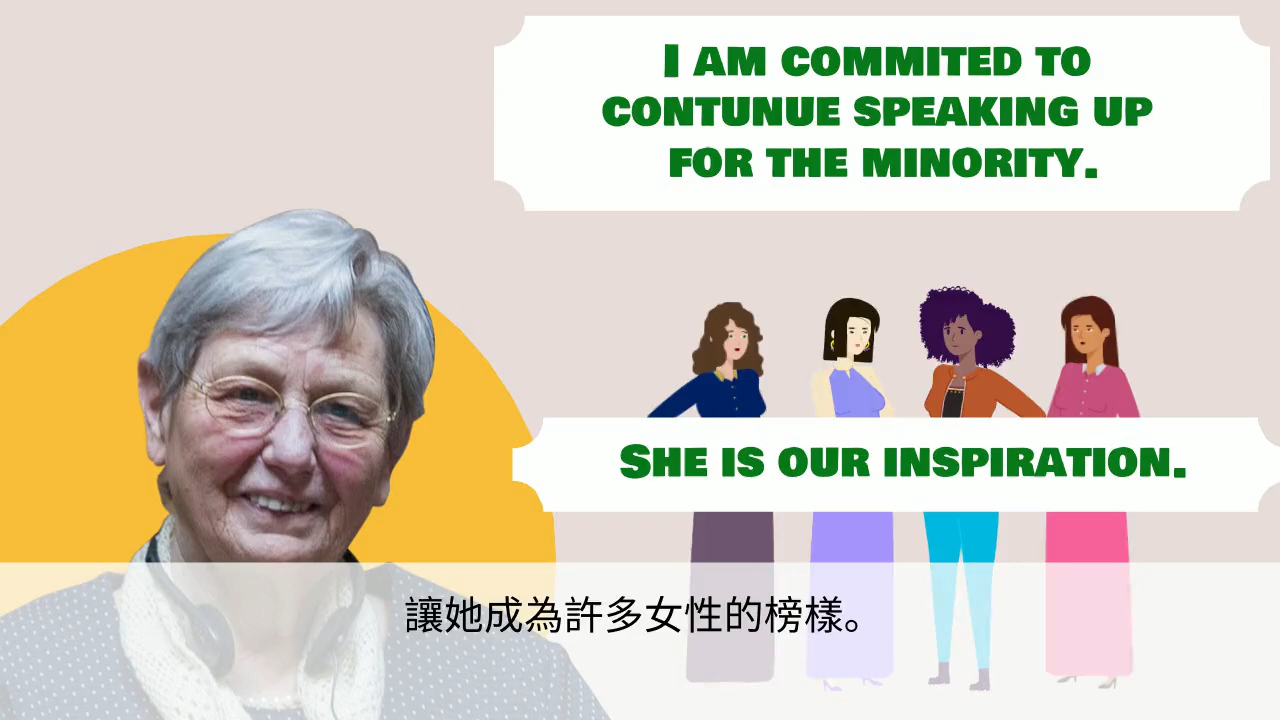 I AM COMMITED TO
CONTUNUE SPEAKING UP
FOR THE MINORITY.
SHE IS OUR INSPIRATION.
讓她成為許多女性的榜樣。